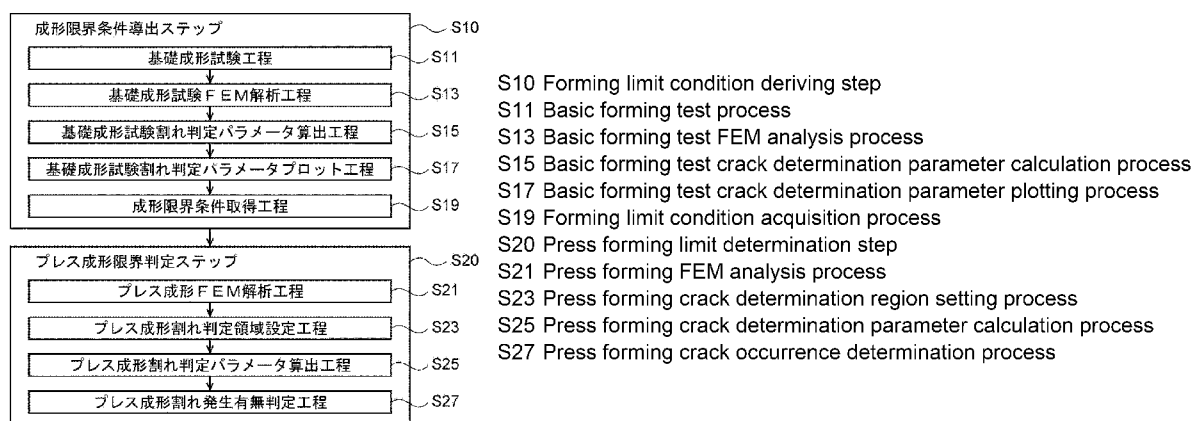 成形限界条件導出ステップ S10
基礎成形試験工程 S11
基礎成形試験FEM解析工程 S13
基礎成形試験割れ判定パラメータ算出工程 S15
基礎成形試験割れ判定パラメータプロット工程 S17
成形限界条件取得工程 S19
プレス成形限界判定ステップ S20
プレス成形FEM解析工程 S21
プレス成形割れ判定領域設定工程 S23
プレス成形割れ判定パラメータ算出工程 S25
プレス成形割れ発生有無判定工程 S27
S10 Forming limit condition deriving step
S11 Basic forming test process
S13 Basic forming test FEM analysis process
S15 Basic forming test crack determination parameter calculation process
S17 Basic forming test crack determination parameter plotting process
S19 Forming limit condition acquisition process
S20 Press forming limit determination step
S21 Press forming FEM analysis process
S23 Press forming crack determination region setting process
S25 Press forming crack determination parameter calculation process
S27 Press forming crack occurrence determination process